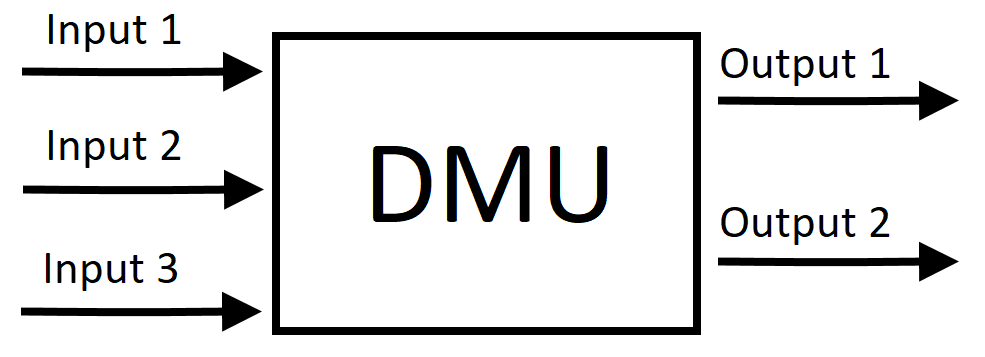 Input 1
Input 2
Input 3
DMU
Output 1
Output 2